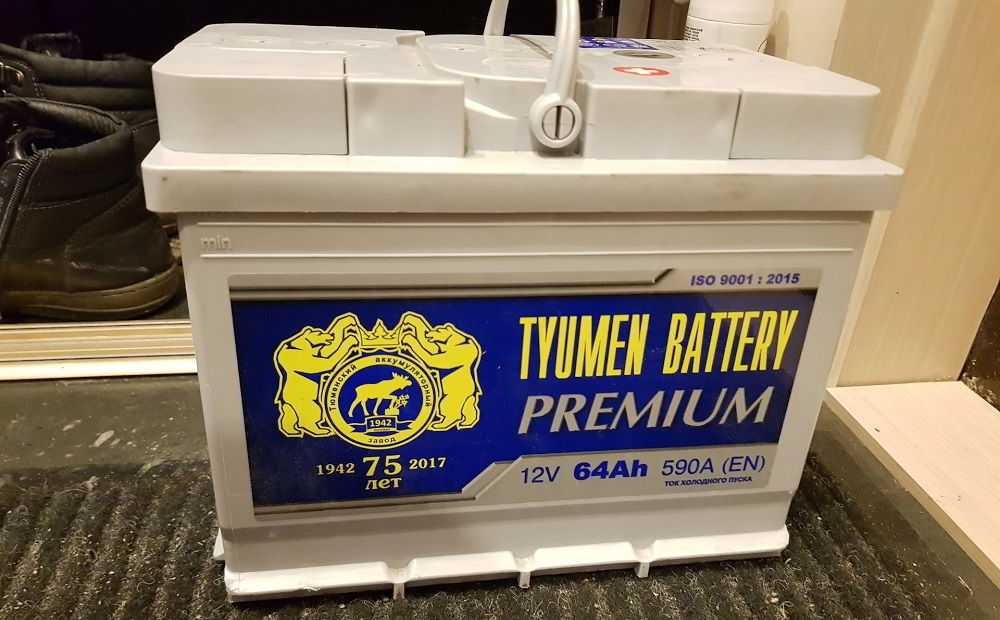 min
ISO 9001 : 2015
TYUMEN BATTERY
PREMIUM
Тюменский аккумуляторный
1942
завод
1942 75 2017
лет
12V 64Ah 590A (EN)
ТОК ХОЛОДНОГО ПУСКА